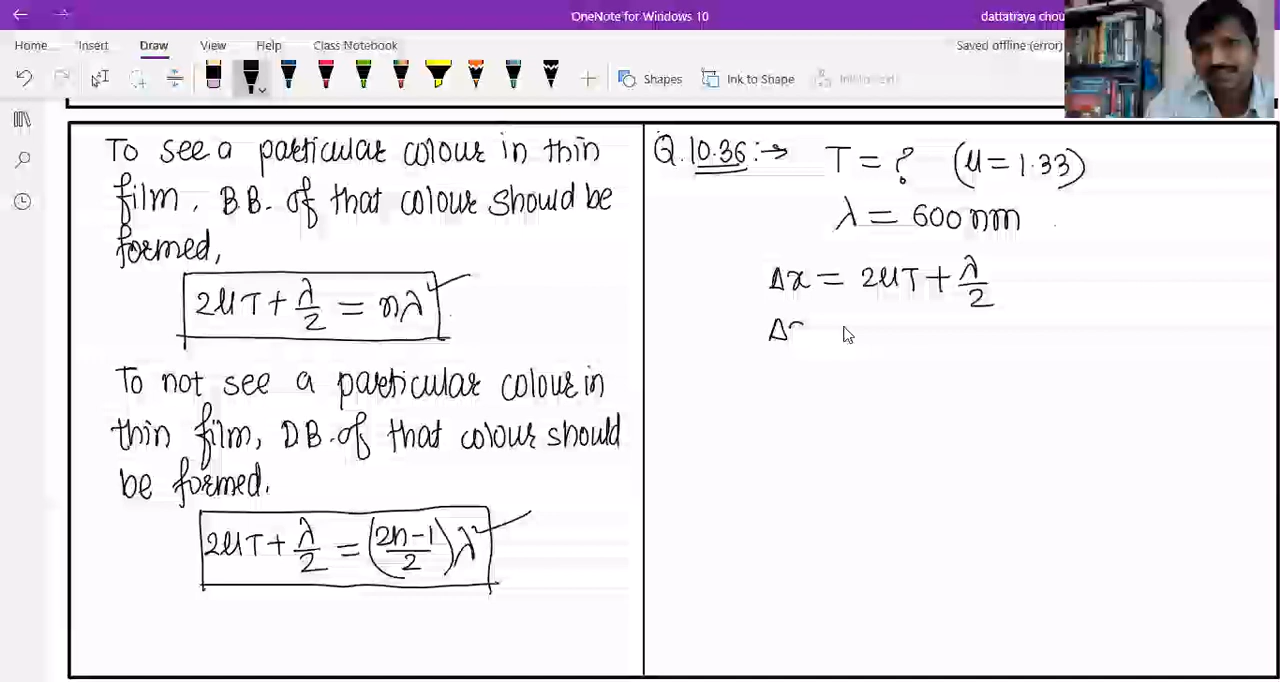 OneNote for Windows 10
dattatraya chou
Home Insert Draw View Help Class Notebook
Saved offline (error)
Shapes Ink to Shape
To see a particular colour in thin
film, B.B. of that colour should be
formed,
2μT + λ/2 = nλ
To not see a particular colour in
thin film, D.B. of that colour should
be formed.
2μT + λ/2 = (2n-1/2)λ
Q.10.36:→ T = ? (μ = 1.33)
λ = 600nm
Δx = 2μT + λ/2
Δ